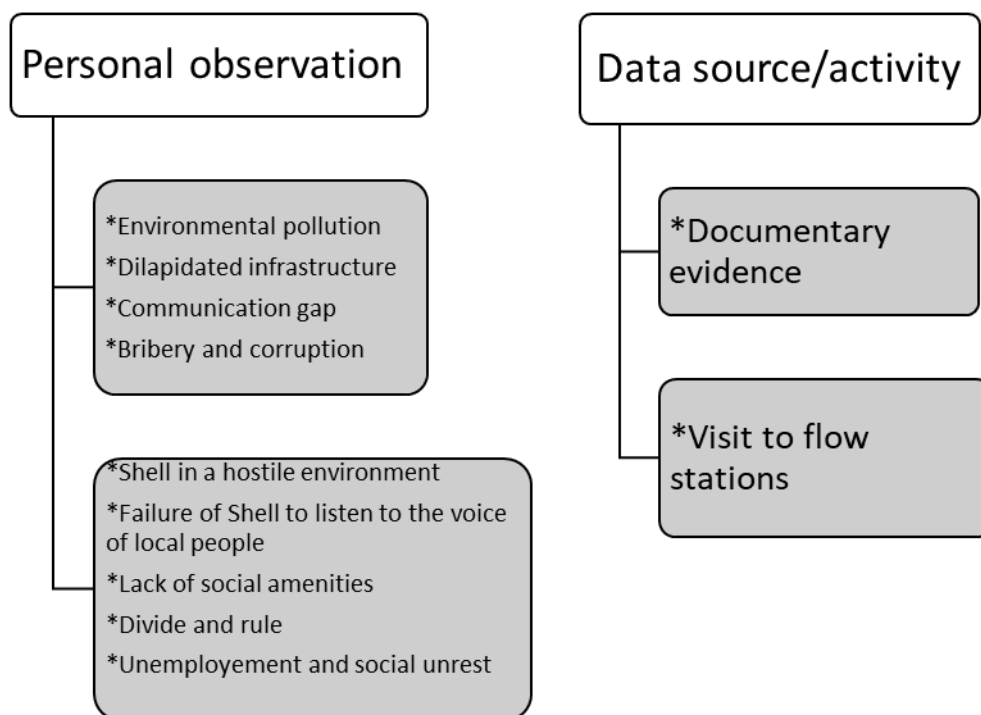 Personal observation
*Environmental pollution
*Dilapidated infrastructure
*Communication gap
*Bribery and corruption
*Shell in a hostile environment
*Failure of Shell to listen to the voice
of local people
*Lack of social amenities
*Divide and rule
*Unemployement and social unrest
Data source/activity
*Documentary
evidence
*Visit to flow
stations